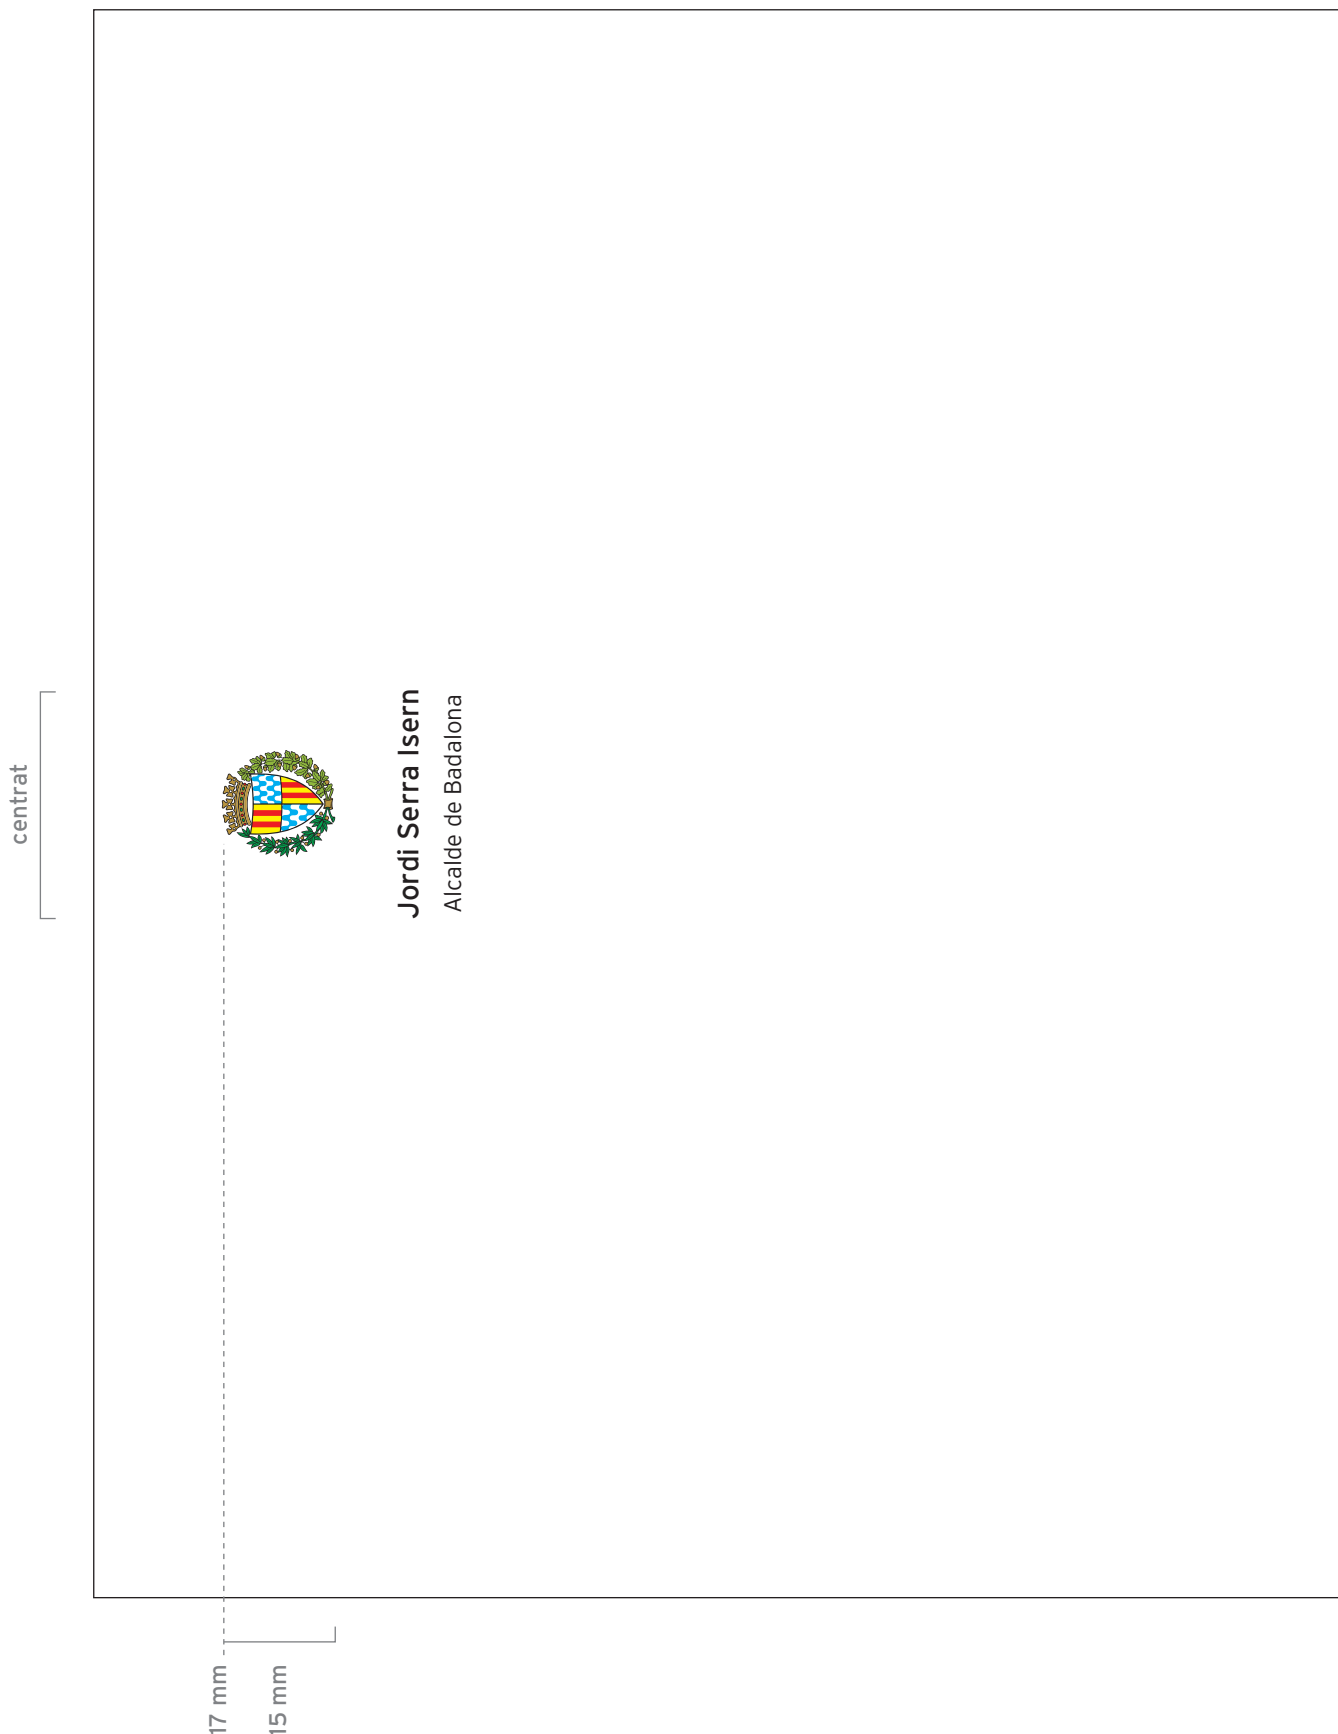 centrat
17 mm
15 mm
Jordi Serra Isern
Alcalde de Badalona